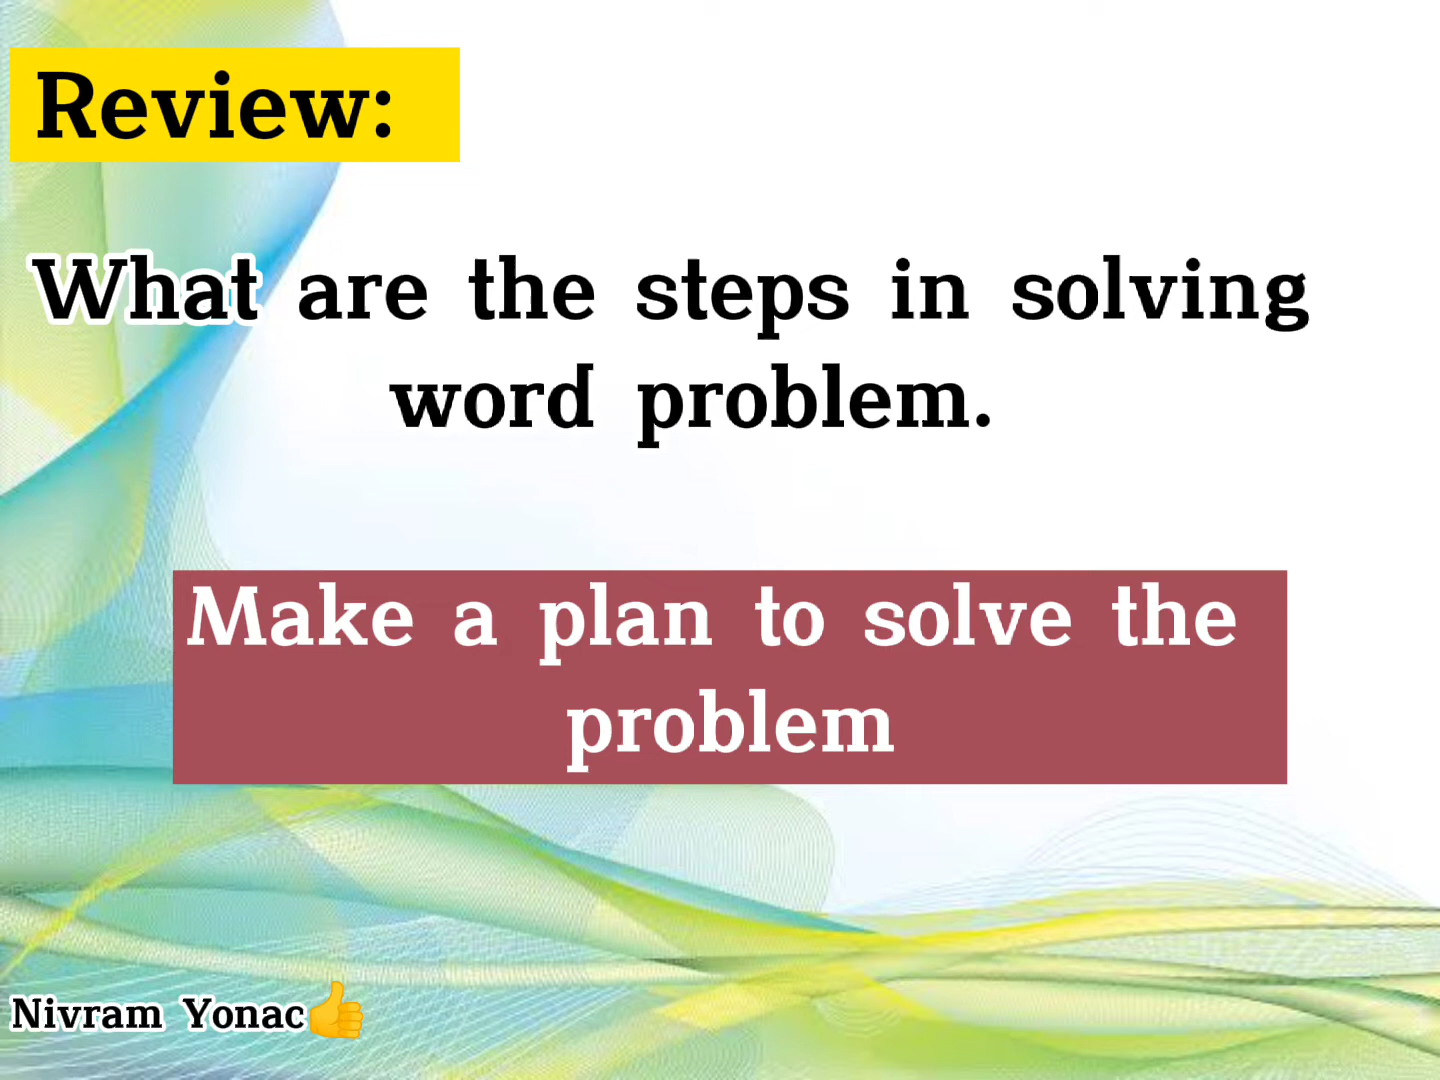 Review:
What are the steps in solving
word problem.
Make a plan to solve the
problem
Nivram Yonac👍